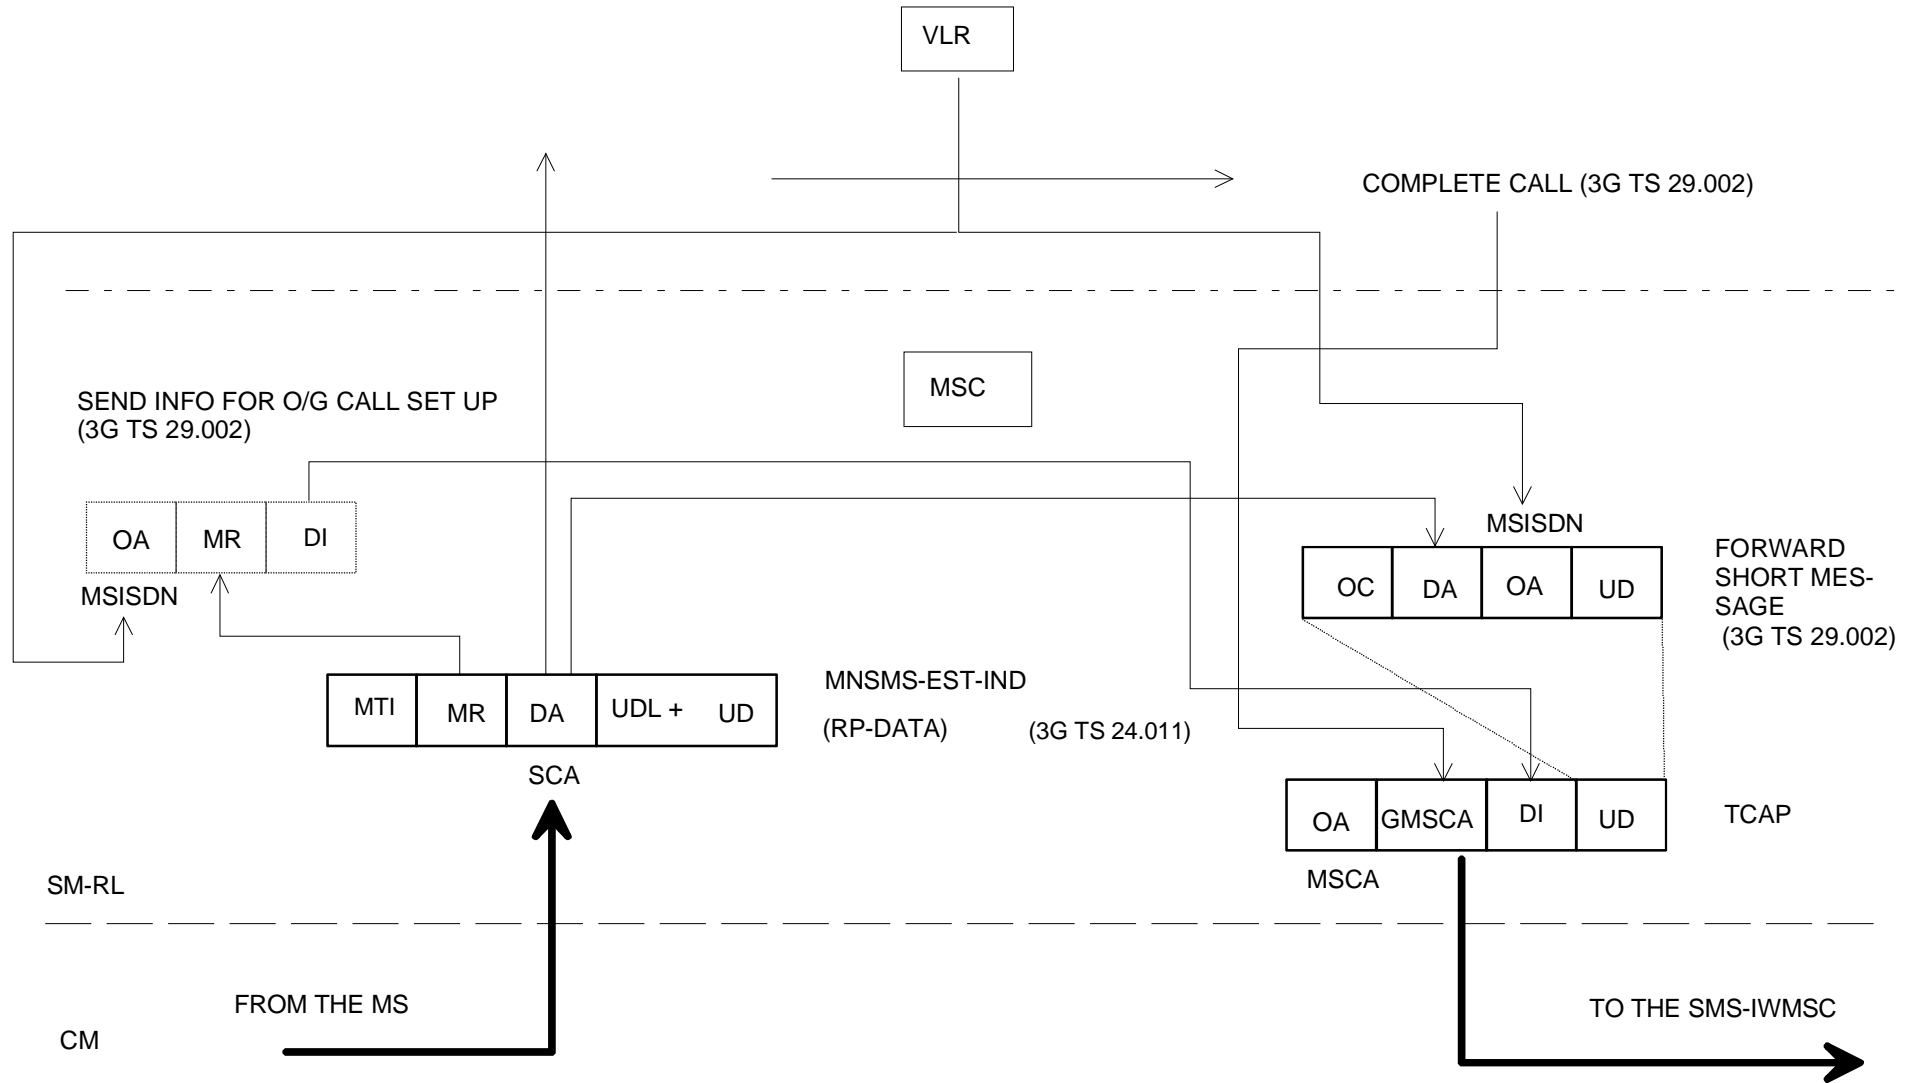 VLR
COMPLETE CALL (3G TS 29.002)
MSC
SEND INFO FOR O/G CALL SET UP
(3G TS 29.002)
OA MR DI
MSISDN
MSISDN
OC DA OA UD
FORWARD
SHORT MES-
SAGE
(3G TS 29.002)
MTI MR DA UDL + UD
MNSMS-EST-IND
(RP-DATA) (3G TS 24.011)
SCA
OA GMSCA DI UD
TCAP
MSCA
SM-RL
FROM THE MS
TO THE SMS-IWMSC
CM